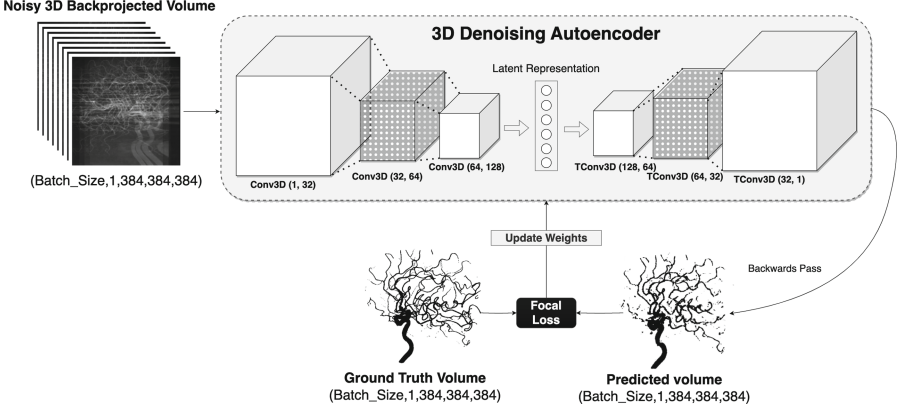 Noisy 3D Backprojected Volume
(Batch_Size,1,384,384,384)
3D Denoising Autoencoder
Latent Representation
Conv3D (1, 32)
Conv3D (32, 64)
Conv3D (64, 128)
TConv3D (128, 64)
TConv3D (64, 32)
TConv3D (32, 1)
Update Weights
Backwards Pass
Focal
Loss
Ground Truth Volume
(Batch_Size,1,384,384,384)
Predicted volume
(Batch_Size,1,384,384,384)